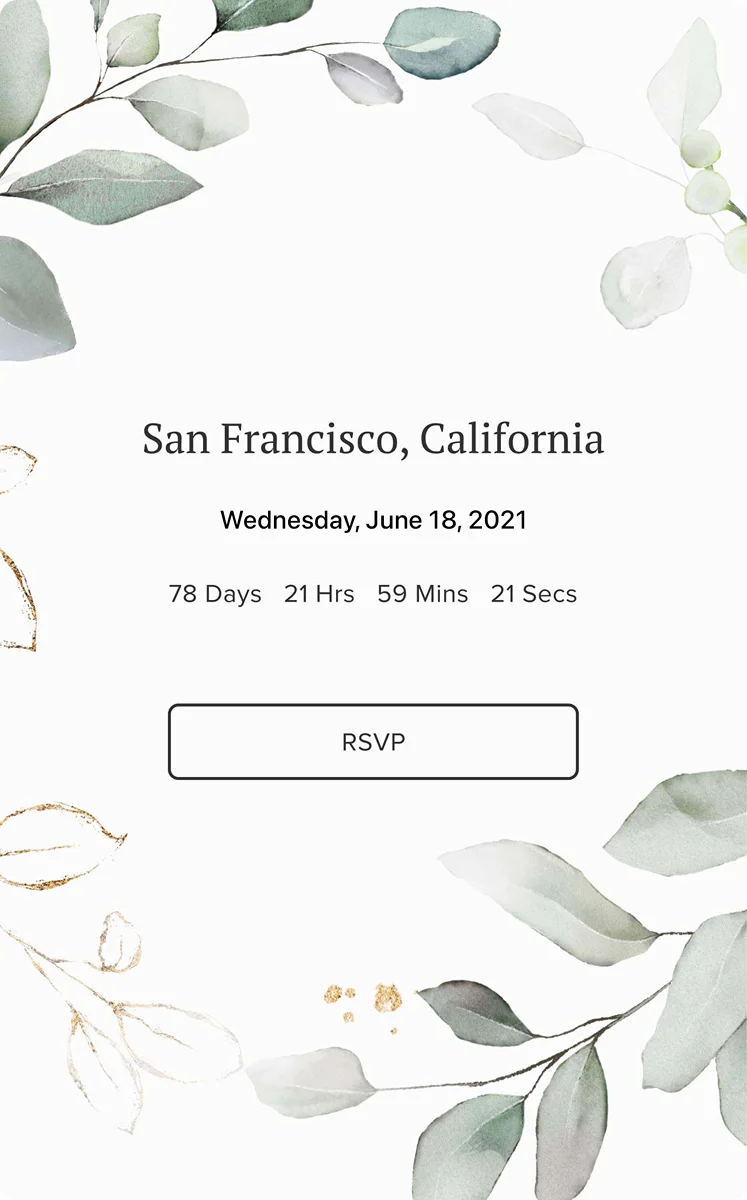 San Francisco, California
Wednesday, June 18, 2021
78 Days 21 Hrs 59 Mins 21 Secs
RSVP